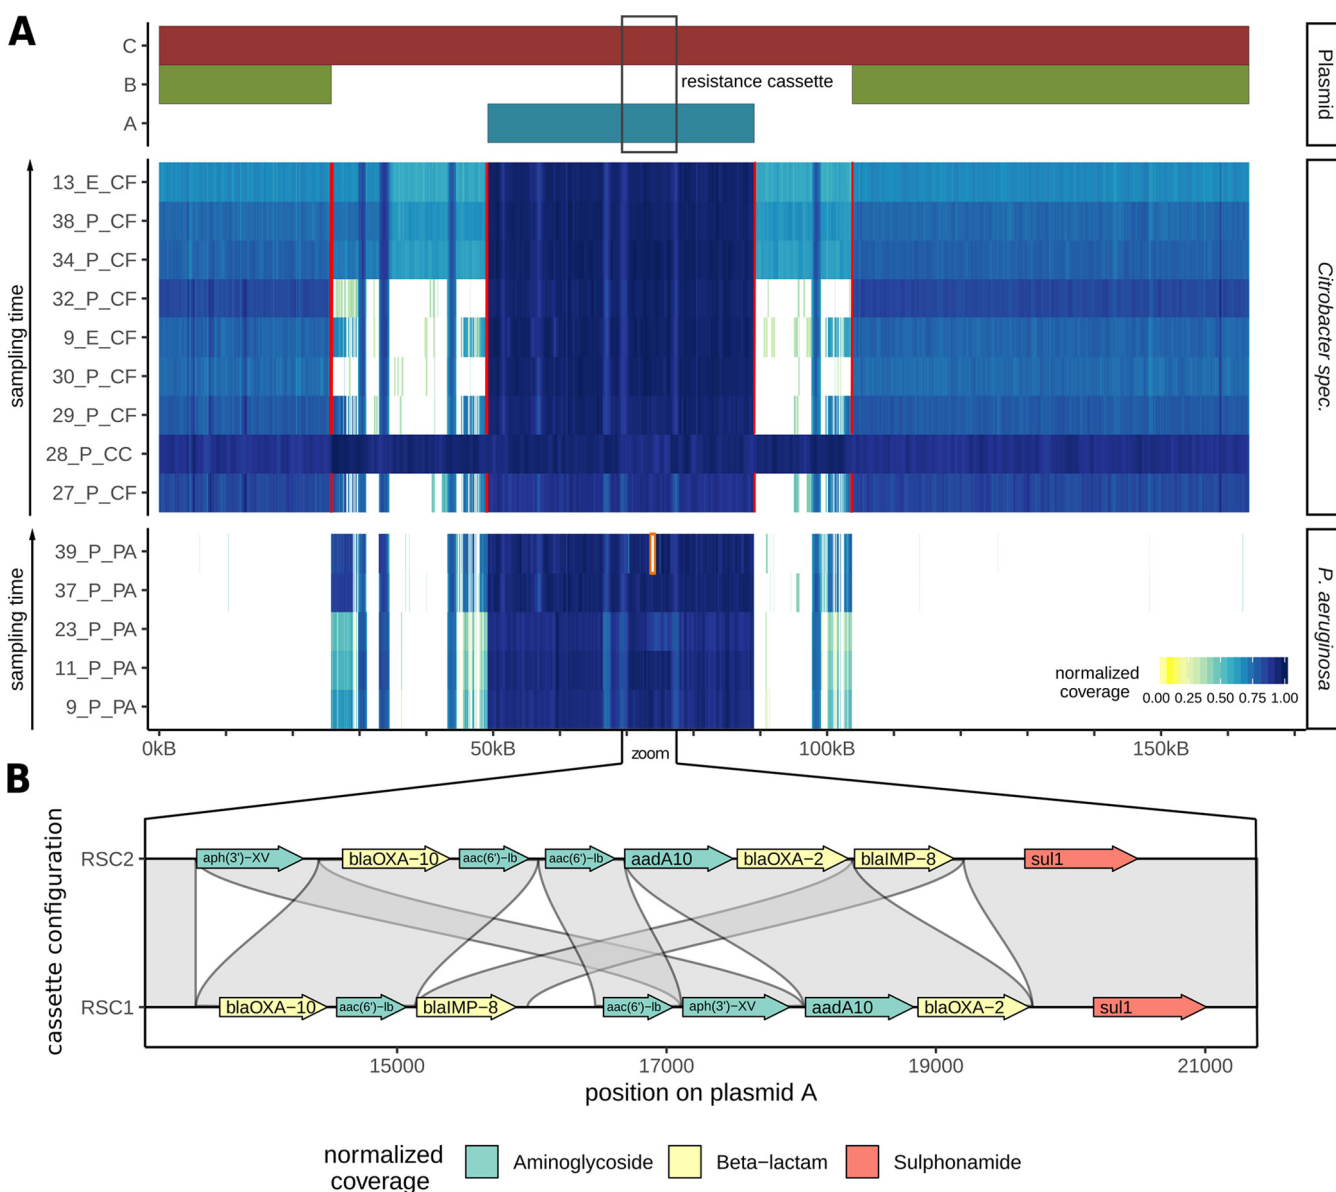 A
C
B
A
resistance cassette
Plasmid
sampling time
13_E_CF
38_P_CF
34_P_CF
32_P_CF
9_E_CF
30_P_CF
29_P_CF
28_P_CC
27_P_CF
Citrobacter spec.
sampling time
39_P_PA
37_P_PA
23_P_PA
11_P_PA
9_P_PA
P. aeruginosa
normalized
coverage
0.00 0.25 0.50 0.75 1.00
0kB 50kB 100kB 150kB
zoom
B
cassette configuration
RSC2
aph(3')−XV blaOXA−10 aac(6')−Ib aac(6')−Ib aadA10 blaOXA−2 blaIMP−8 sul1
RSC1
blaOXA−10 aac(6')−Ib blaIMP−8 aac(6')−Ib aph(3')−XV aadA10 blaOXA−2 sul1
15000 17000 19000 21000
position on plasmid A
normalized
coverage
Aminoglycoside Beta−lactam Sulphonamide